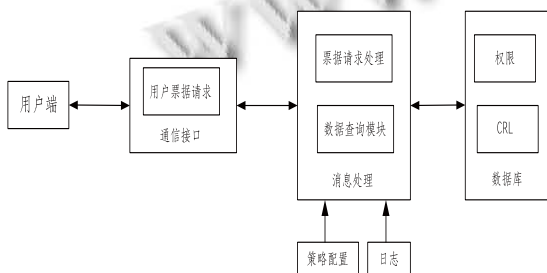 用户端
用户票据请求
通信接口
票据请求处理
数据查询模块
消息处理
权限
CRL
数据库
策略配置
日志